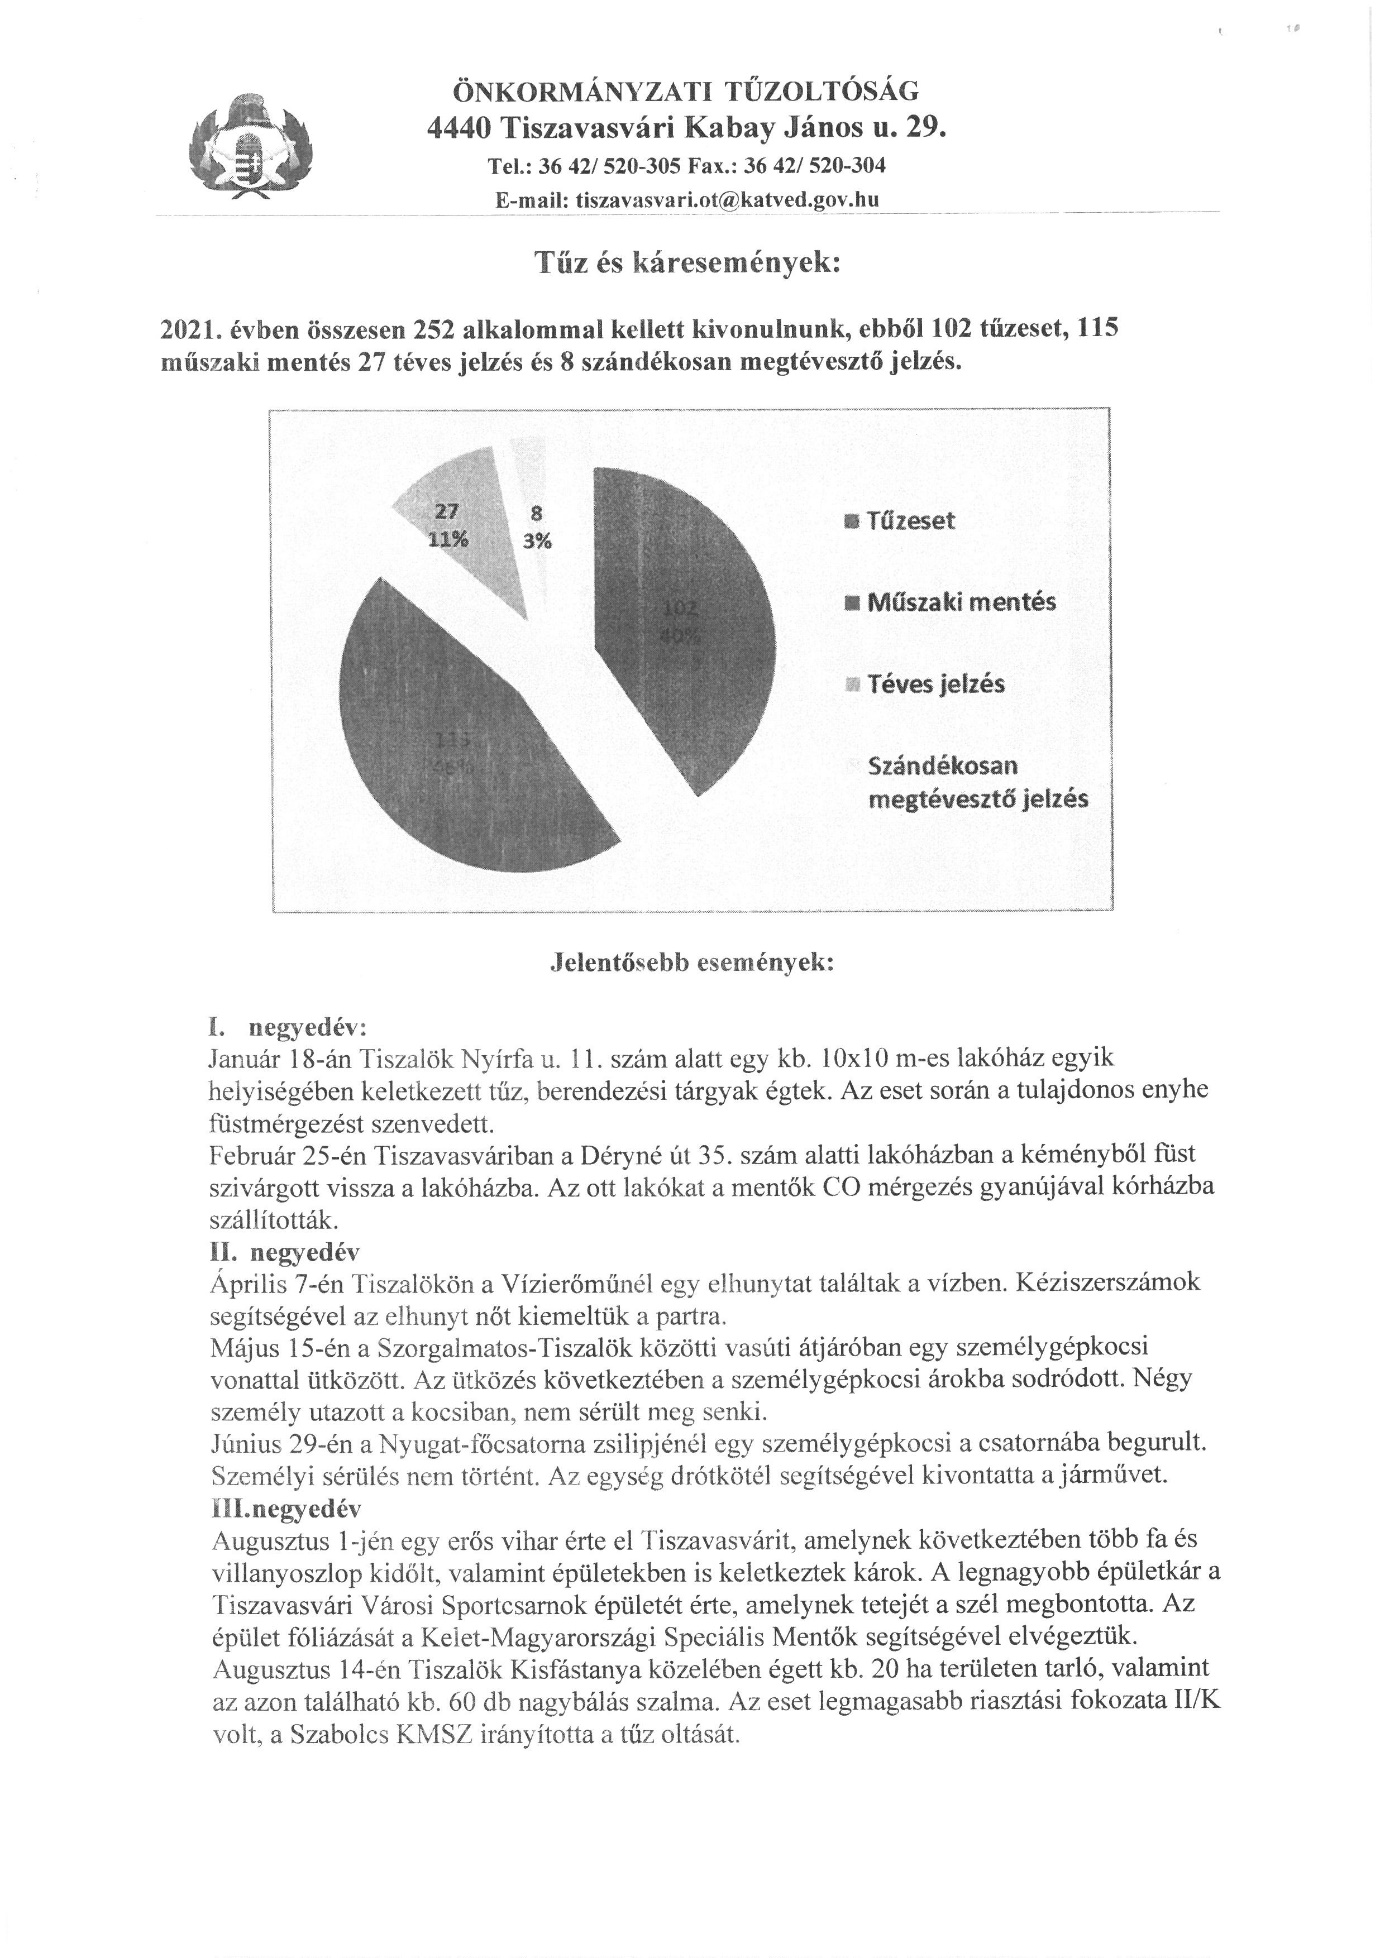 ÖNKORMÁNYZATI TŰZOLTÓSÁG
4440 Tiszavasvári Kabay János u. 29.
Tel.: 36 42/ 520-305 Fax.: 36 42/ 520-304
E-mail: tiszavasvari.ot@katved.gov.hu
Tűz és káresemények:
2021. évben összesen 252 alkalommal kellett kivonulnunk, ebből 102 tűzeset, 115
műszaki mentés 27 téves jelzés és 8 szándékosan megtévesztő jelzés.
27
11%
8
3%
102
40%
115
46%
Tűzeset
Műszaki mentés
Téves jelzés
Szándékosan
megtévesztő jelzés
Jelentősebb események:
I. negyedév:
Január 18-án Tiszalök Nyírfa u. 11. szám alatt egy kb. 10x10 m-es lakóház egyik
helyiségében keletkezett tűz, berendezési tárgyak égtek. Az eset során a tulajdonos enyhe
füstmérgezést szenvedett.
Február 25-én Tiszavasváriban a Déryné út 35. szám alatti lakóházban a kéményből füst
szivárgott vissza a lakóházba. Az ott lakókat a mentők CO mérgezés gyanújával kórházba
szállították.
II. negyedév
Április 7-én Tiszalökön a Vízierőműnél egy elhunytat találtak a vízben. Kéziszerszámok
segítségével az elhunyt nőt kiemeltük a partra.
Május 15-én a Szorgalmatos-Tiszalök közötti vasúti átjáróban egy személygépkocsi
vonattal ütközött. Az ütközés következtében a személygépkocsi árokba sodródott. Négy
személy utazott a kocsiban, nem sérült meg senki.
Június 29-én a Nyugat-főcsatorna zsilipjénél egy személygépkocsi a csatornába begurult.
Személyi sérülés nem történt. Az egység drótkötél segítségével kivontatta a járművet.
III.negyedév
Augusztus 1-jén egy erős vihar érte el Tiszavasvárit, amelynek következtében több fa és
villanyoszlop kidőlt, valamint épületekben is keletkeztek károk. A legnagyobb épületkár a
Tiszavasvári Városi Sportcsarnok épületét érte, amelynek tetejét a szél megbontotta. Az
épület fóliázását a Kelet-Magyarországi Speciális Mentők segítségével elvégeztük.
Augusztus 14-én Tiszalök Kisfástanya közelében égett kb. 20 ha területen tarló, valamint
az azon található kb. 60 db nagybálás szalma. Az eset legmagasabb riasztási fokozata II/K
volt, a Szabolcs KMSZ irányította a tűz oltását.